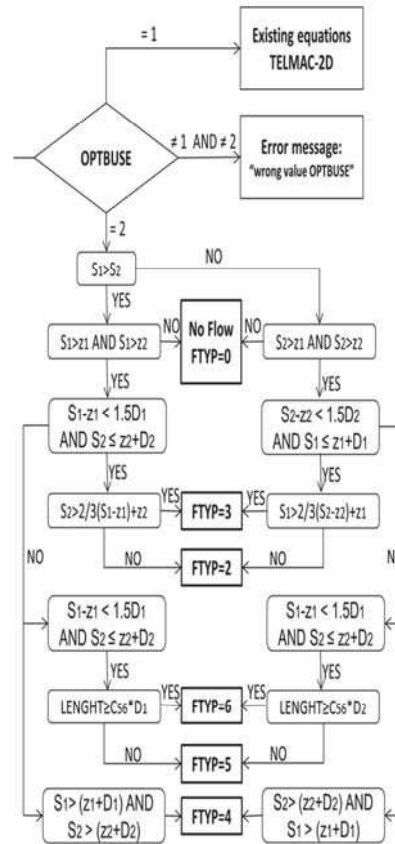 = 1
Existing equations
TELMAC-2D
OPTBUSE
≠ 1 AND ≠ 2
Error message:
"wrong value OPTBUSE"
= 2
S1>S2
NO
YES
S1>z1 AND S1>z2
NO
No Flow
FTYP=0
NO
S2>z1 AND S2>z2
YES
YES
S1-z1 < 1.5D1
AND S2 ≤ z2+D2
S2-z2 < 1.5D2
AND S1 ≤ z1+D1
YES
YES
S2>2/3(S1-z1)+z2
YES
FTYP=3
YES
S1>2/3(S2-z2)+z1
NO
NO
FTYP=2
NO
N
S1-z1 < 1.5D1
AND S2 ≤ z2+D2
S1-z1 < 1.5D1
AND S2 ≤ z2+D2
YES
YES
LENGHT≥C56*D1
YES
FTYP=6
YES
LENGHT≥C56*D2
NO
NO
FTYP=5
S1> (z1+D1) AND
S2 > (z2+D2)
FTYP=4
S2> (z2+D2) AND
S1 > (z1+D1)